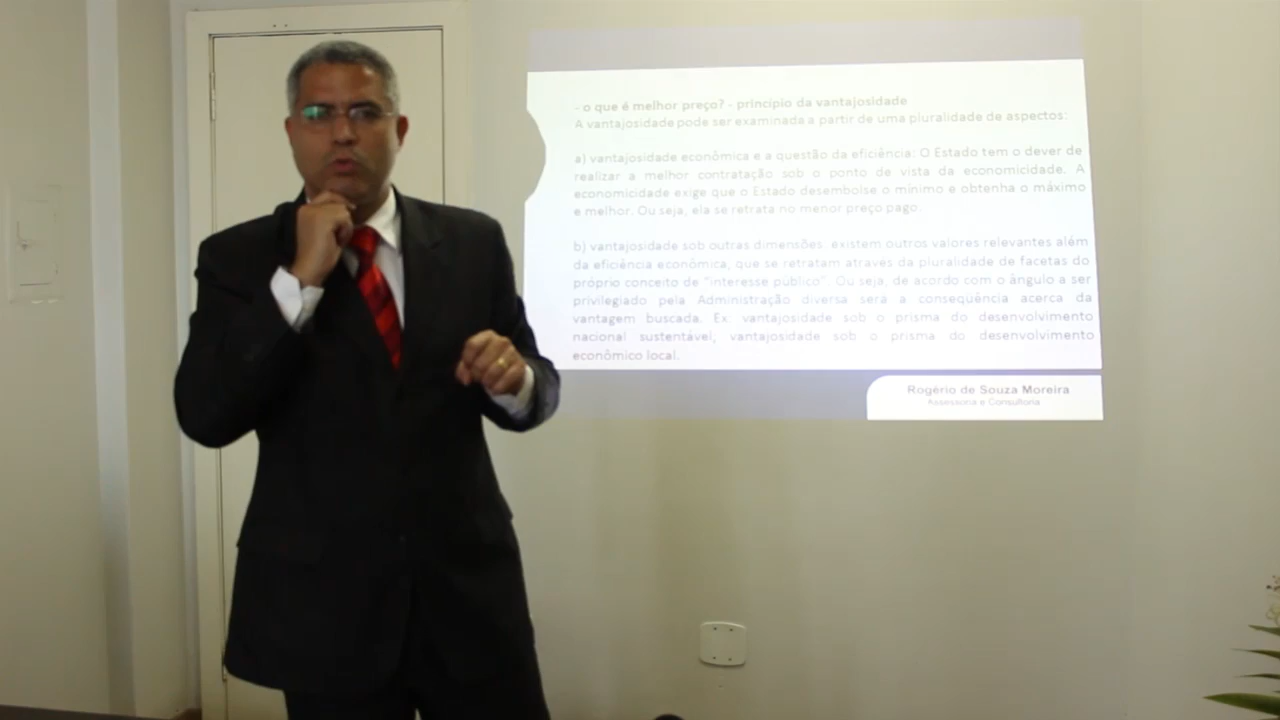 - o que é melhor preço? - princípio da vantajosidade
A vantajosidade pode ser examinada a partir de uma pluralidade de aspectos:
a) vantajosidade econômica e a questão da eficiência: O Estado tem o dever de
realizar a melhor contratação sob o ponto de vista da economicidade. A
economicidade exige que o Estado desembolse o mínimo e obtenha o máximo
e melhor. Ou seja, ela se retrata no menor preço pago.
b) vantajosidade sob outras dimensões existem outros valores relevantes além
da eficiência econômica, que se retratam através da pluralidade de facetas do
próprio conceito de "interesse público" Ou seja, de acordo com o ângulo a ser
privilegiado pela Administração diversa será a consequência acerca da
vantagem buscada. Ex vantajosidade sob o prisma do desenvolvimento
nacional sustentável, vantajosidade sob o prisma do desenvolvimento
econômico local.
Rogério de Souza Moreira
Assessoria e Consultoria